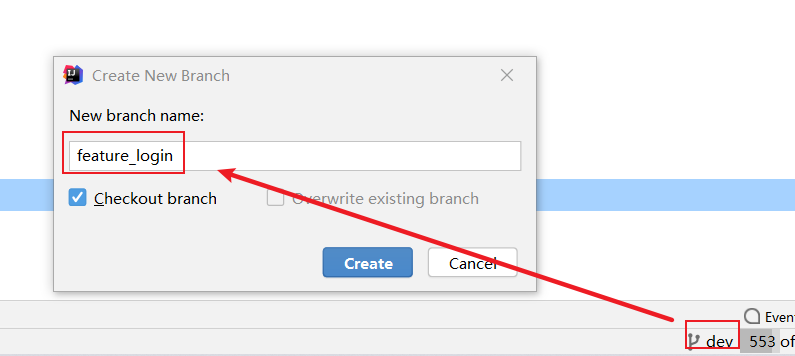 Create New Branch
New branch name:
feature_login
Checkout branch
Overwrite existing branch
Create
Cancel
Event
dev
553 of